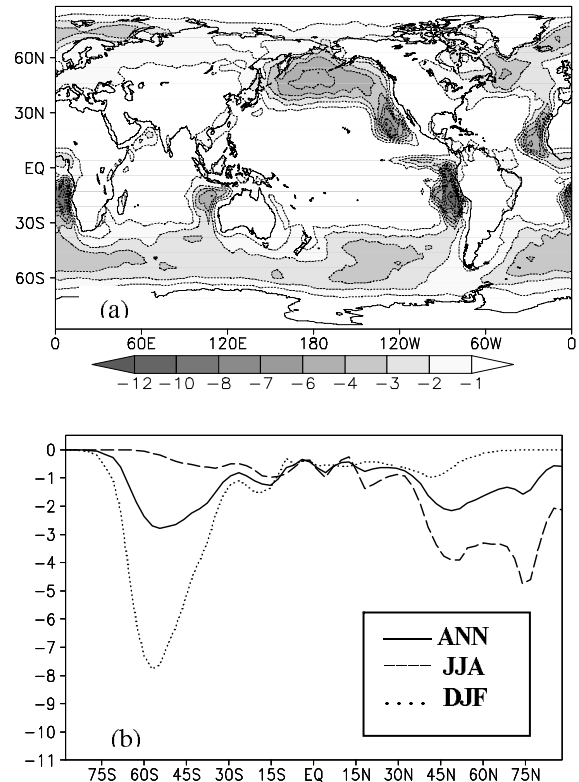 60N
30N
EQ
30S
60S
(a)
0 60E 120E 180 120W 60W 0
-12 -10 -8 -7 -6 -4 -3 -2 -1
0
-1
-2
-3
-4
-5
-6
-7
-8
-9
-10
-11
ANN
JJA
DJF
(b)
75S 60S 45S 30S 15S EQ 15N 30N 45N 60N 75N